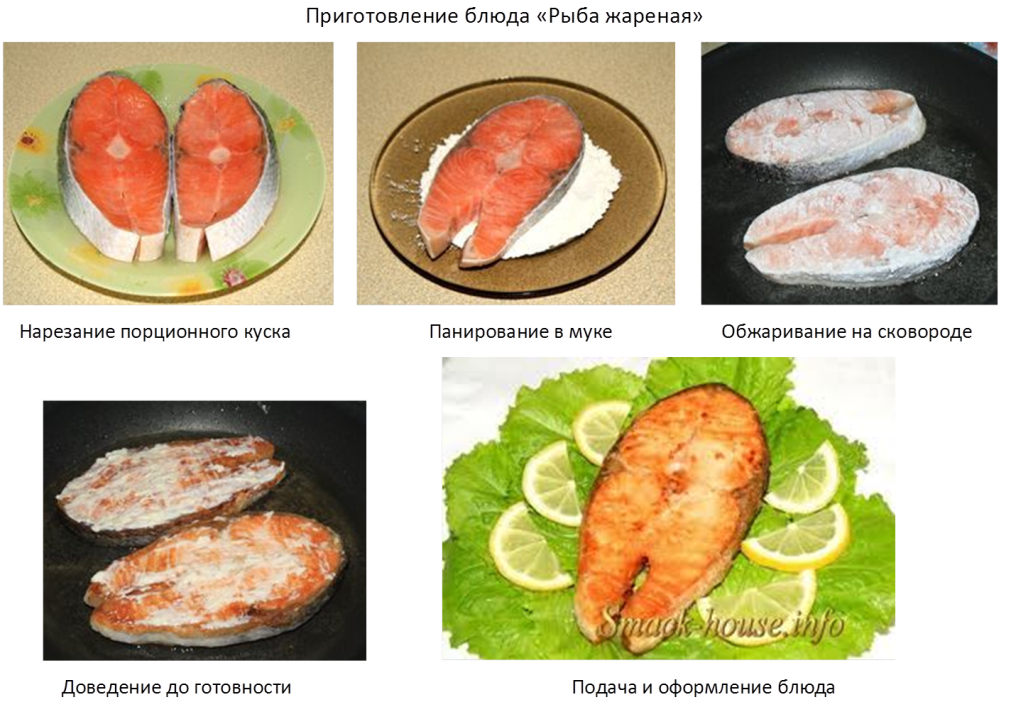 Приготовление блюда «Рыба жареная»
Нарезание порционного куска
Панирование в муке
Обжаривание на сковороде
Smaak-house.info
Доведение до готовности
Подача и оформление блюда